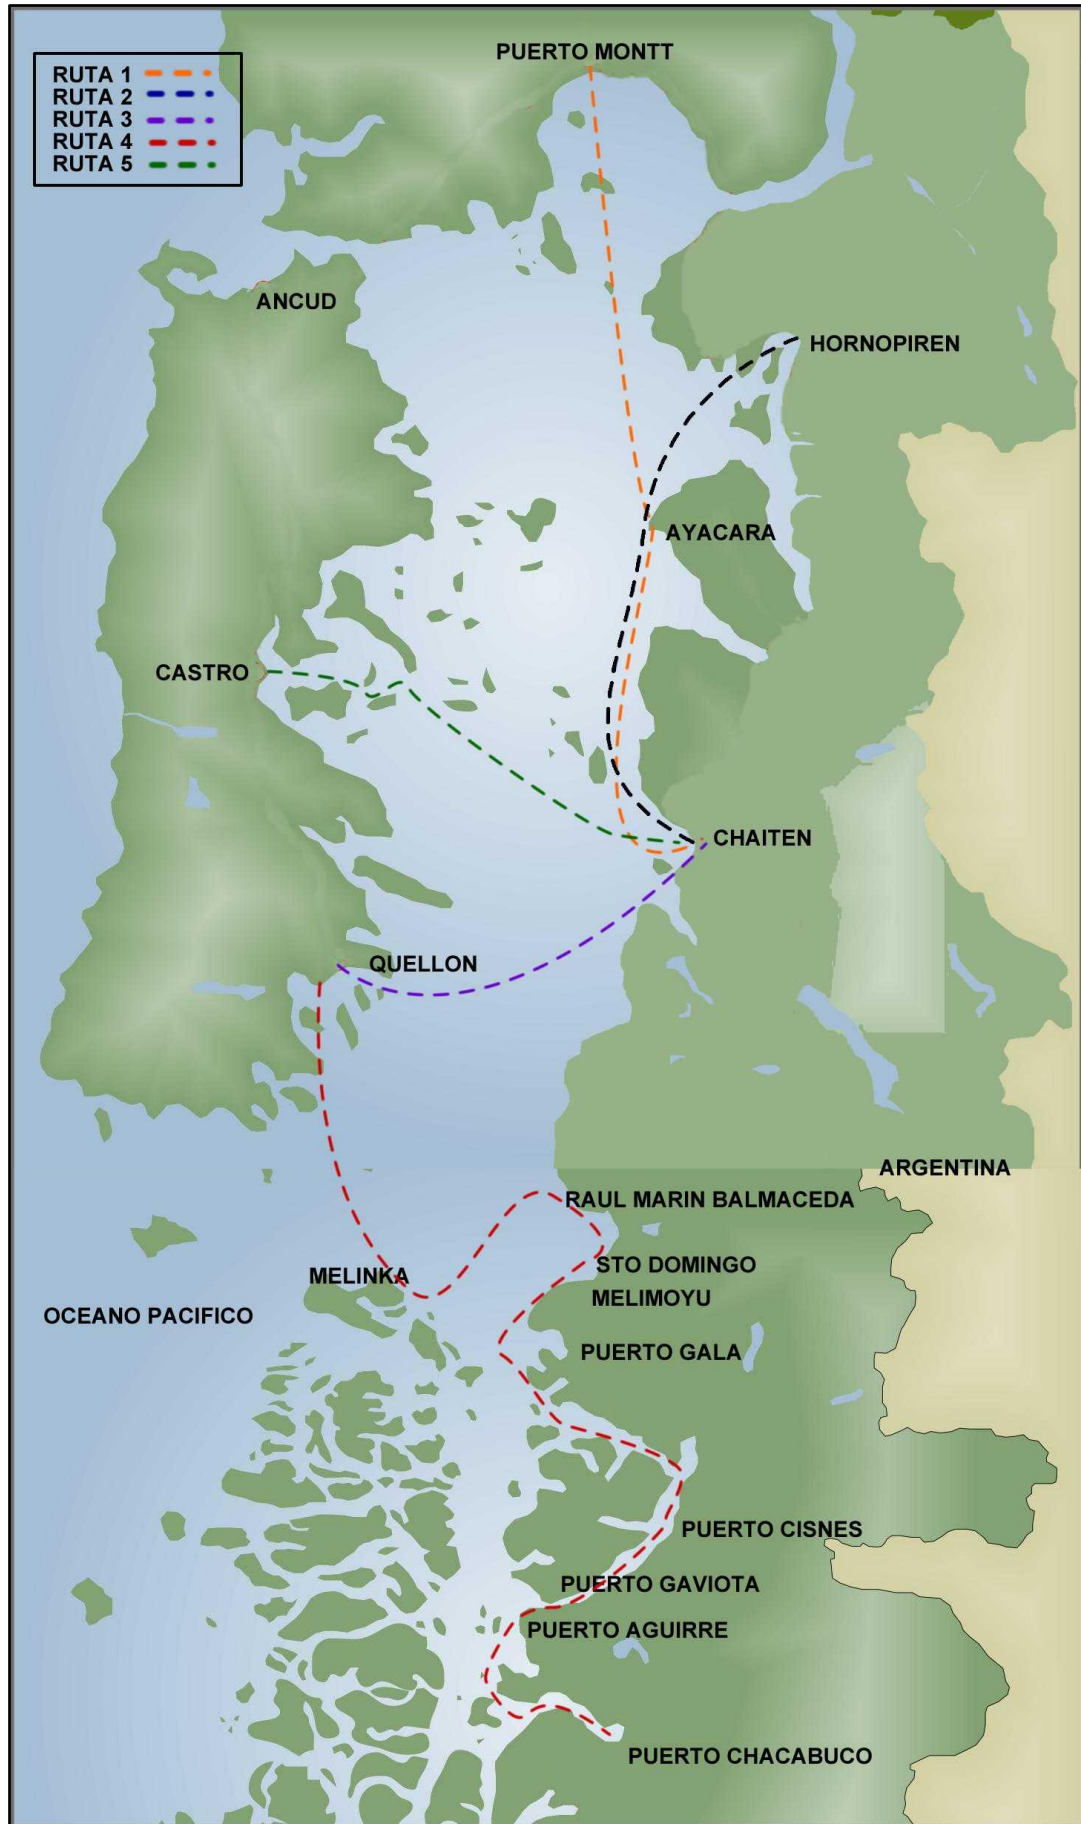 PUERTO MONTT
RUTA 1
RUTA 2
RUTA 3
RUTA 4
RUTA 5
ANCUD
HORNOPIREN
AYACARA
CASTRO
CHAITEN
QUELLON
ARGENTINA
RAUL MARIN BALMACEDA
STO DOMINGO
MELINKA
MELIMOYU
OCEANO PACIFICO
PUERTO GALA
PUERTO CISNES
PUERTO GAVIOTA
PUERTO AGUIRRE
PUERTO CHACABUCO